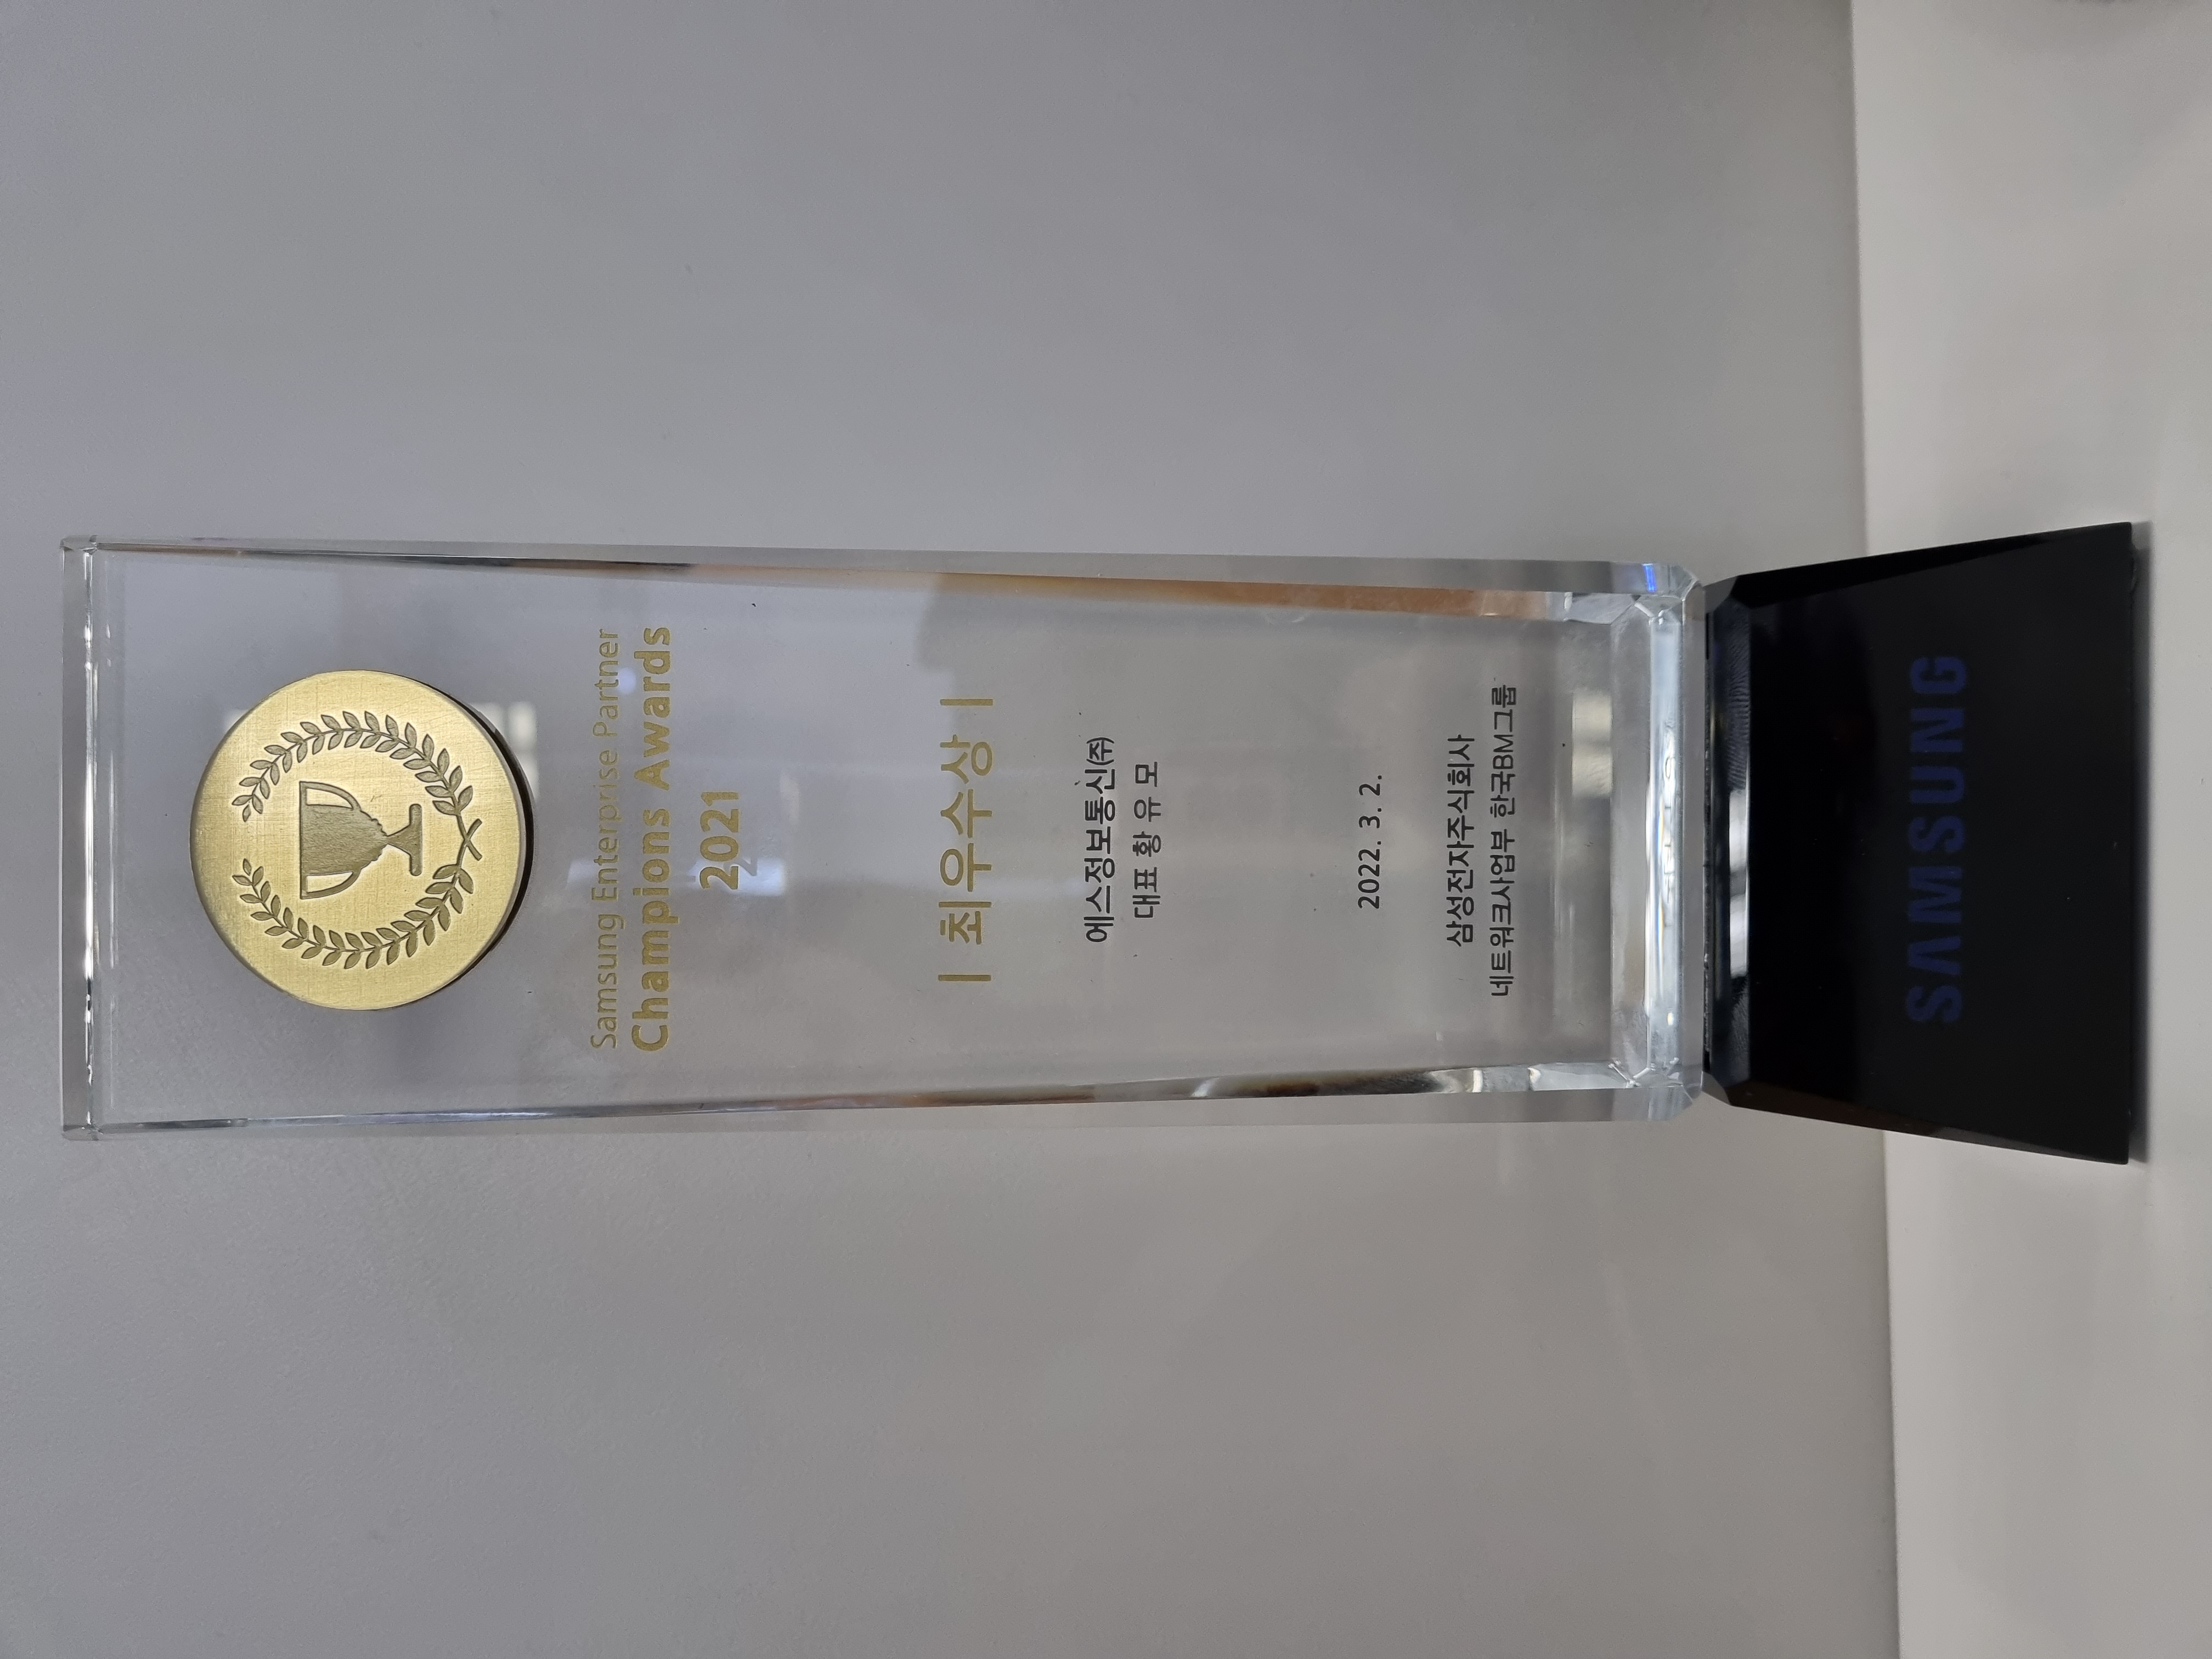 Samsung Enterprise Partner
Champions Awards
2021
| 최우수상 |
에스정보통신㈜
대표 황유모
2022. 3. 2.
삼성전자주식회사
네트워크사업부 한국BM그룹
SAMSUNG